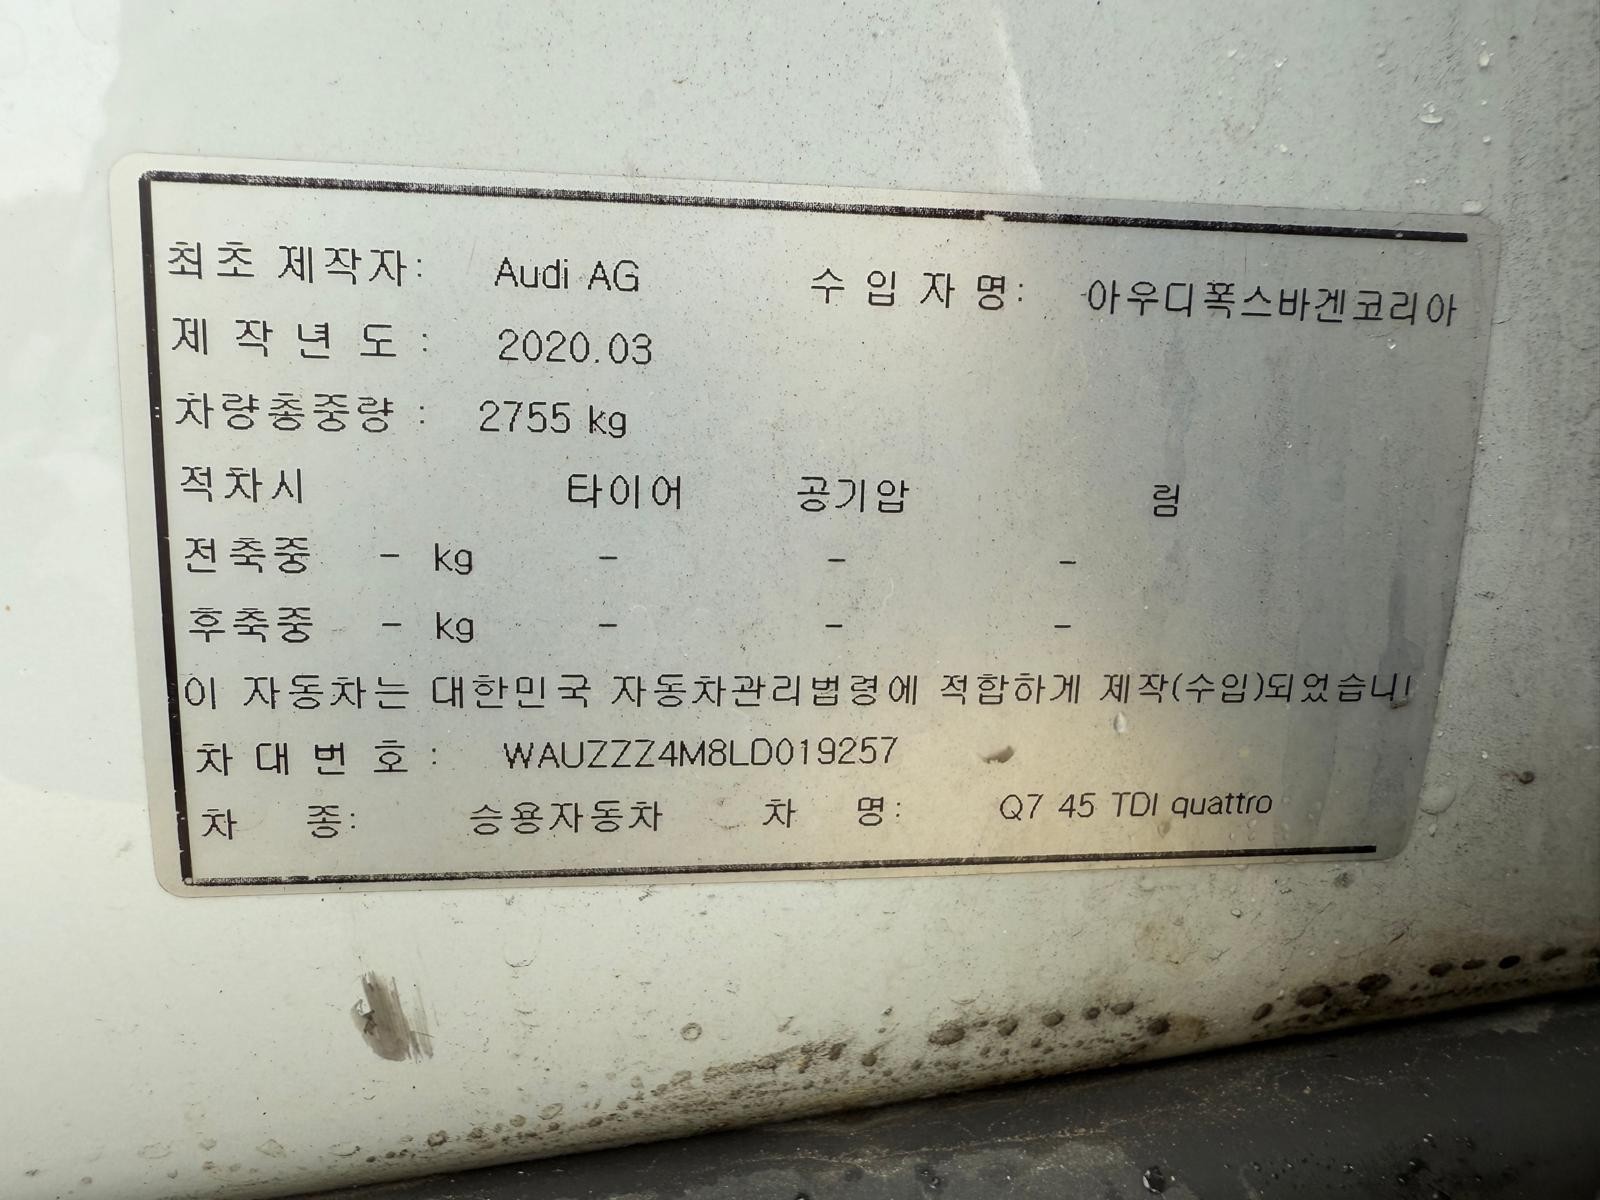 최초 제작자: Audi AG 수 입 자 명: 아우디폭스바겐코리아
제 작 년 도 : 2020.03
차량총중량 : 2755 kg
적차시 타이어 공기압 림
전축중 - kg - - -
후축중 - kg - - -
이 자동차는 대한민국 자동차관리법령에 적합하게 제작(수입)되었습니
차 대 번 호 : WAUZZZ4M8LD019257
차 종: 승용자동차 차 명: Q7 45 TDI quattro